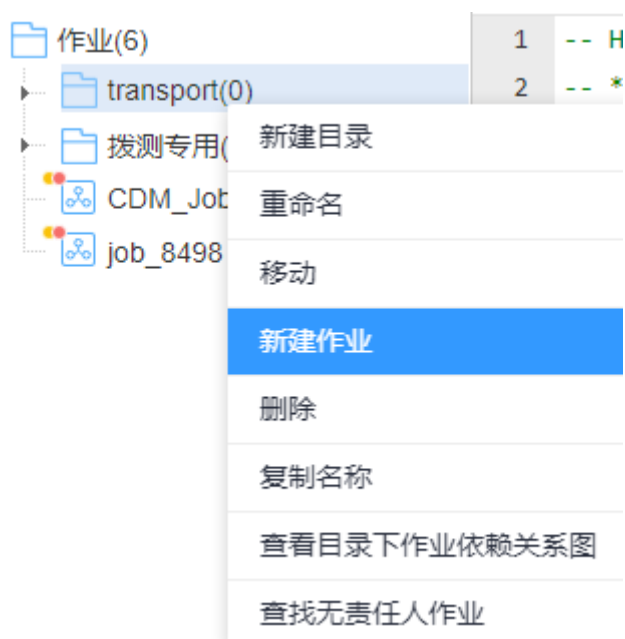 作业(6)
transport(0)
拨测专用(
CDM_Job
job_8498
1 -- H
2 -- *
新建目录
重命名
移动
新建作业
删除
复制名称
查看目录下作业依赖关系图
查找无责任人作业